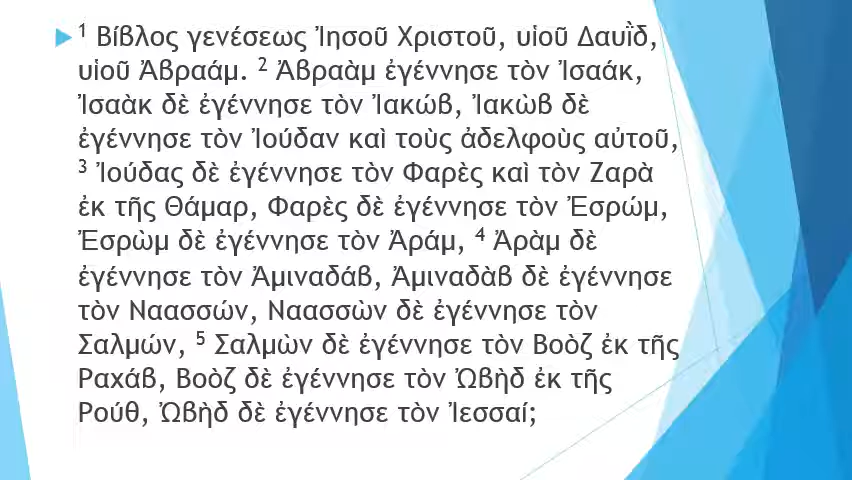 ¹ Βίβλος γενέσεως Ἰησοῦ Χριστοῦ, υἱοῦ Δαυῒδ,
υἱοῦ Ἀβραάμ. ² Ἀβραὰμ ἐγέννησε τὸν Ἰσαάκ,
Ἰσαὰκ δὲ ἐγέννησε τὸν Ἰακώβ, Ἰακὼβ δὲ
ἐγέννησε τὸν Ἰούδαν καὶ τοὺς ἀδελφοὺς αὐτοῦ,
³ Ἰούδας δὲ ἐγέννησε τὸν Φαρὲς καὶ τὸν Ζαρὰ
ἐκ τῆς Θάμαρ, Φαρὲς δὲ ἐγέννησε τὸν Ἐσρώμ,
Ἐσρὼμ δὲ ἐγέννησε τὸν Ἀράμ, ⁴ Ἀρὰμ δὲ
ἐγέννησε τὸν Ἀμιναδάβ, Ἀμιναδὰβ δὲ ἐγέννησε
τὸν Ναασσών, Ναασσὼν δὲ ἐγέννησε τὸν
Σαλμών, ⁵ Σαλμὼν δὲ ἐγέννησε τὸν Βοὸζ ἐκ τῆς
Ραχάβ, Βοὸζ δὲ ἐγέννησε τὸν Ὠβὴδ ἐκ τῆς
Ρούθ, Ὠβὴδ δὲ ἐγέννησε τὸν Ἰεσσαί;